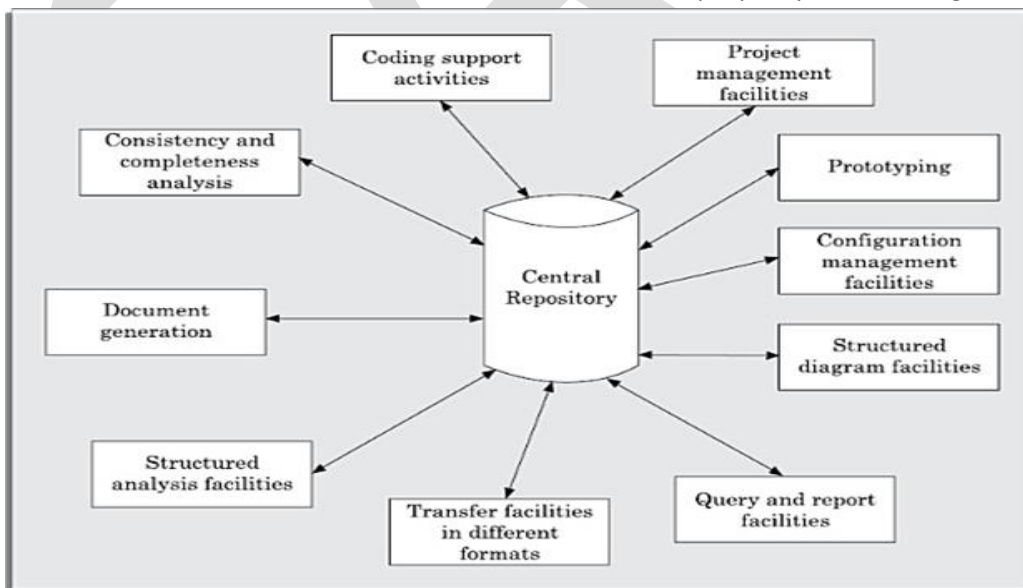 Coding support
activities
Project
management
facilities
Consistency and
completeness
analysis
Prototyping
Configuration
management
facilities
Central
Repository
Document
generation
Structured
diagram facilities
Structured
analysis facilities
Transfer facilities
in different
formats
Query and report
facilities